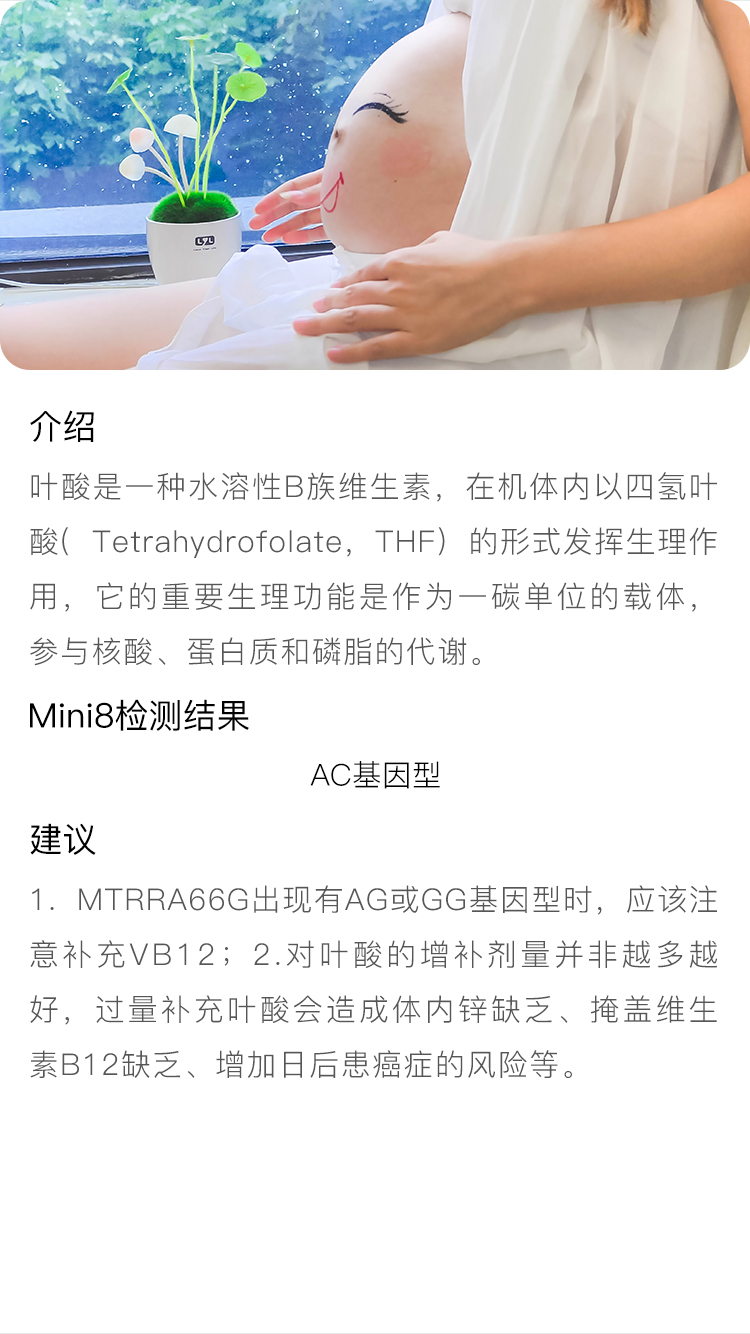 LYL
介绍
叶酸是一种水溶性B族维生素，在机体内以四氢叶
酸( Tetrahydrofolate，THF）的形式发挥生理作
用，它的重要生理功能是作为一碳单位的载体，
参与核酸、蛋白质和磷脂的代谢。
Mini8检测结果
AC基因型
建议
1．MTRRA66G出现有AG或GG基因型时，应该注
意补充VB12；2.对叶酸的增补剂量并非越多越
好，过量补充叶酸会造成体内锌缺乏、掩盖维生
素B12缺乏、增加日后患癌症的风险等。